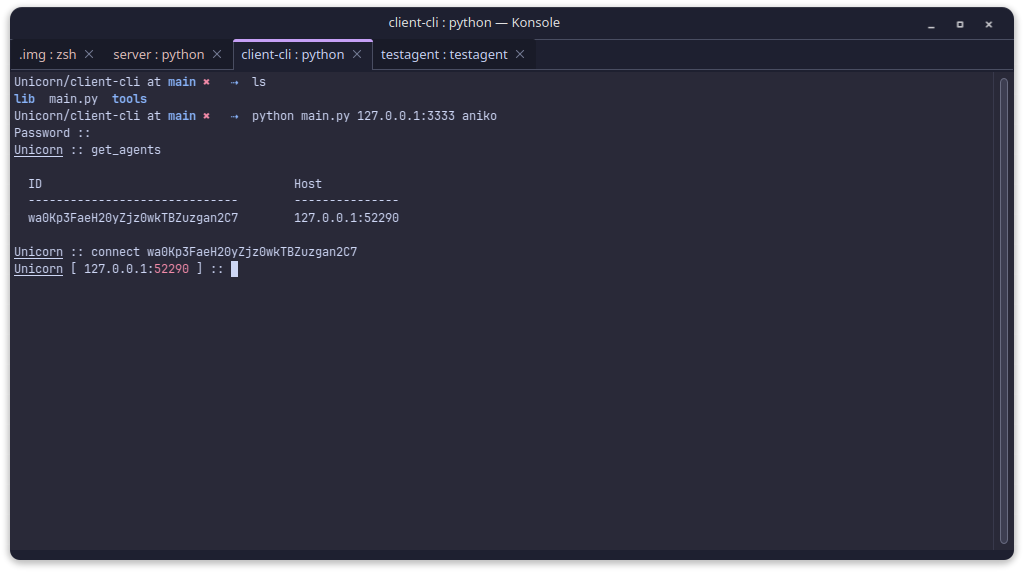 client-cli : python — Konsole
.img : zsh
server : python
client-cli : python
testagent : testagent
Unicorn/client-cli at main ✖ ⇢ ls
lib main.py tools
Unicorn/client-cli at main ✖ ⇢ python main.py 127.0.0.1:3333 aniko
Password ::
Unicorn :: get_agents
ID Host
------------------------------ ---------------
wa0Kp3FaeH20yZjz0wkTBZuzgan2C7 127.0.0.1:52290
Unicorn :: connect wa0Kp3FaeH20yZjz0wkTBZuzgan2C7
Unicorn [ 127.0.0.1:52290 ] ::